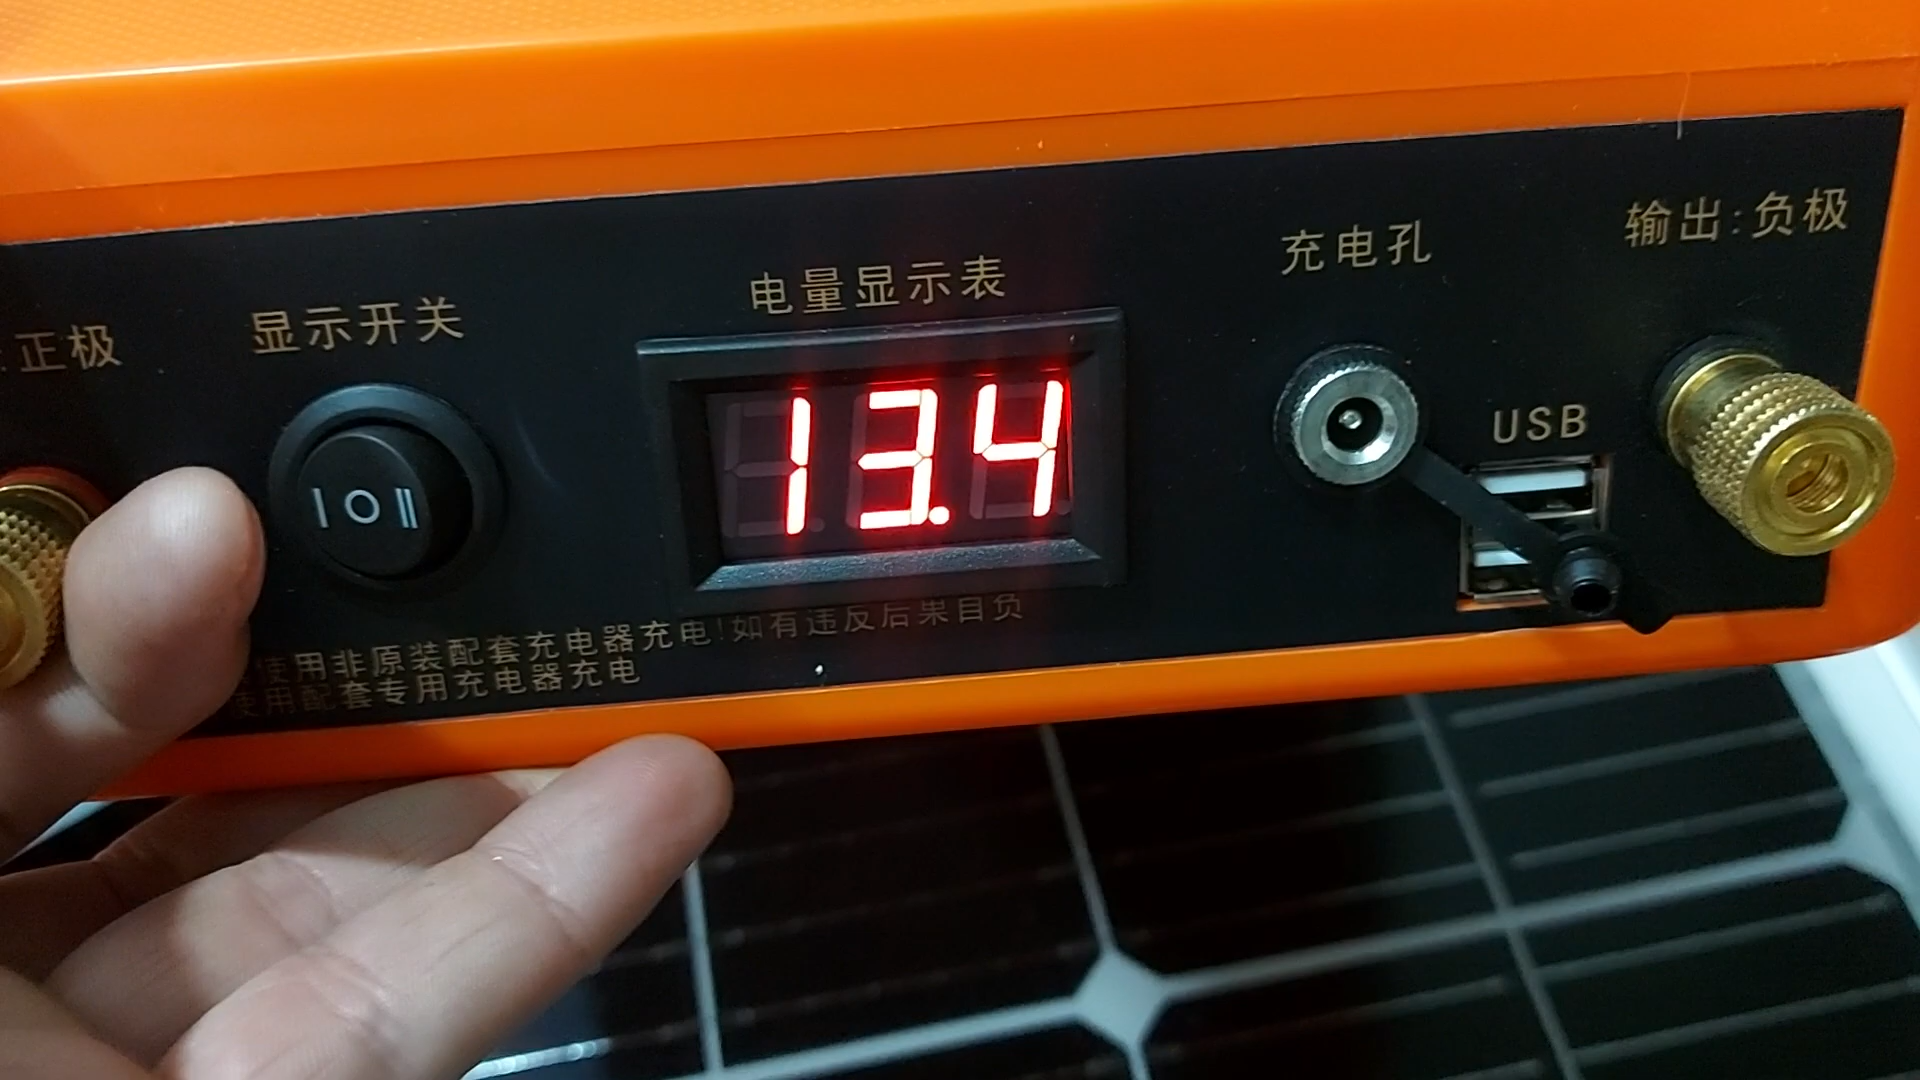 :正极
显示开关
I O II
电量显示表
13.4
充电孔
USB
输出:负极
使用非原装配套充电器充电!如有违反后果自负
使用配套专用充电器充电